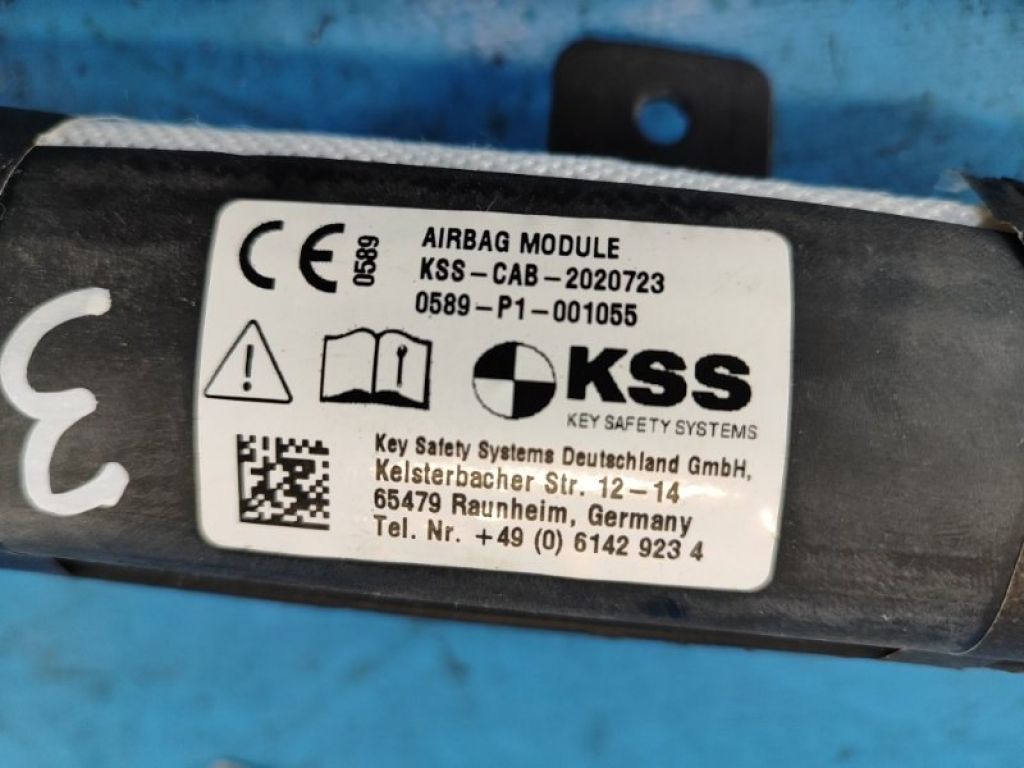 CE 0589
AIRBAG MODULE
KSS-CAB-2020723
0589-P1-001055
KSS
KEY SAFETY SYSTEMS
Key Safety Systems Deutschland GmbH,
Kelsterbacher Str. 12-14
65479 Raunheim, Germany
Tel. Nr. +49 (0) 6142 923 4
3